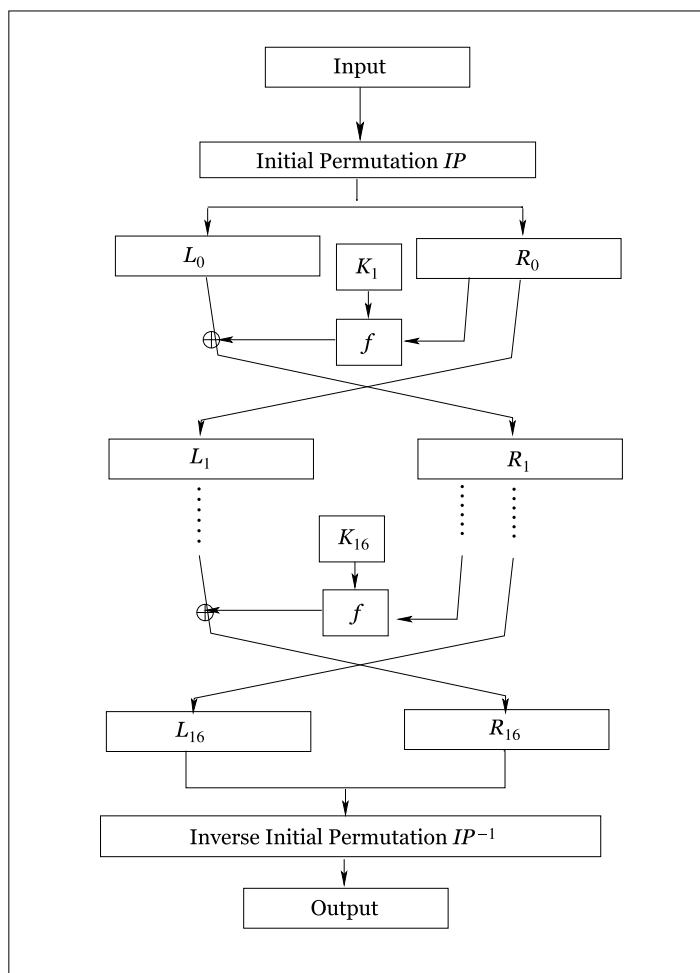 Input
Initial Permutation IP
L₀
K₁
R₀
f
L₁
R₁
K₁₆
f
L₁₆
R₁₆
Inverse Initial Permutation IP⁻¹
Output